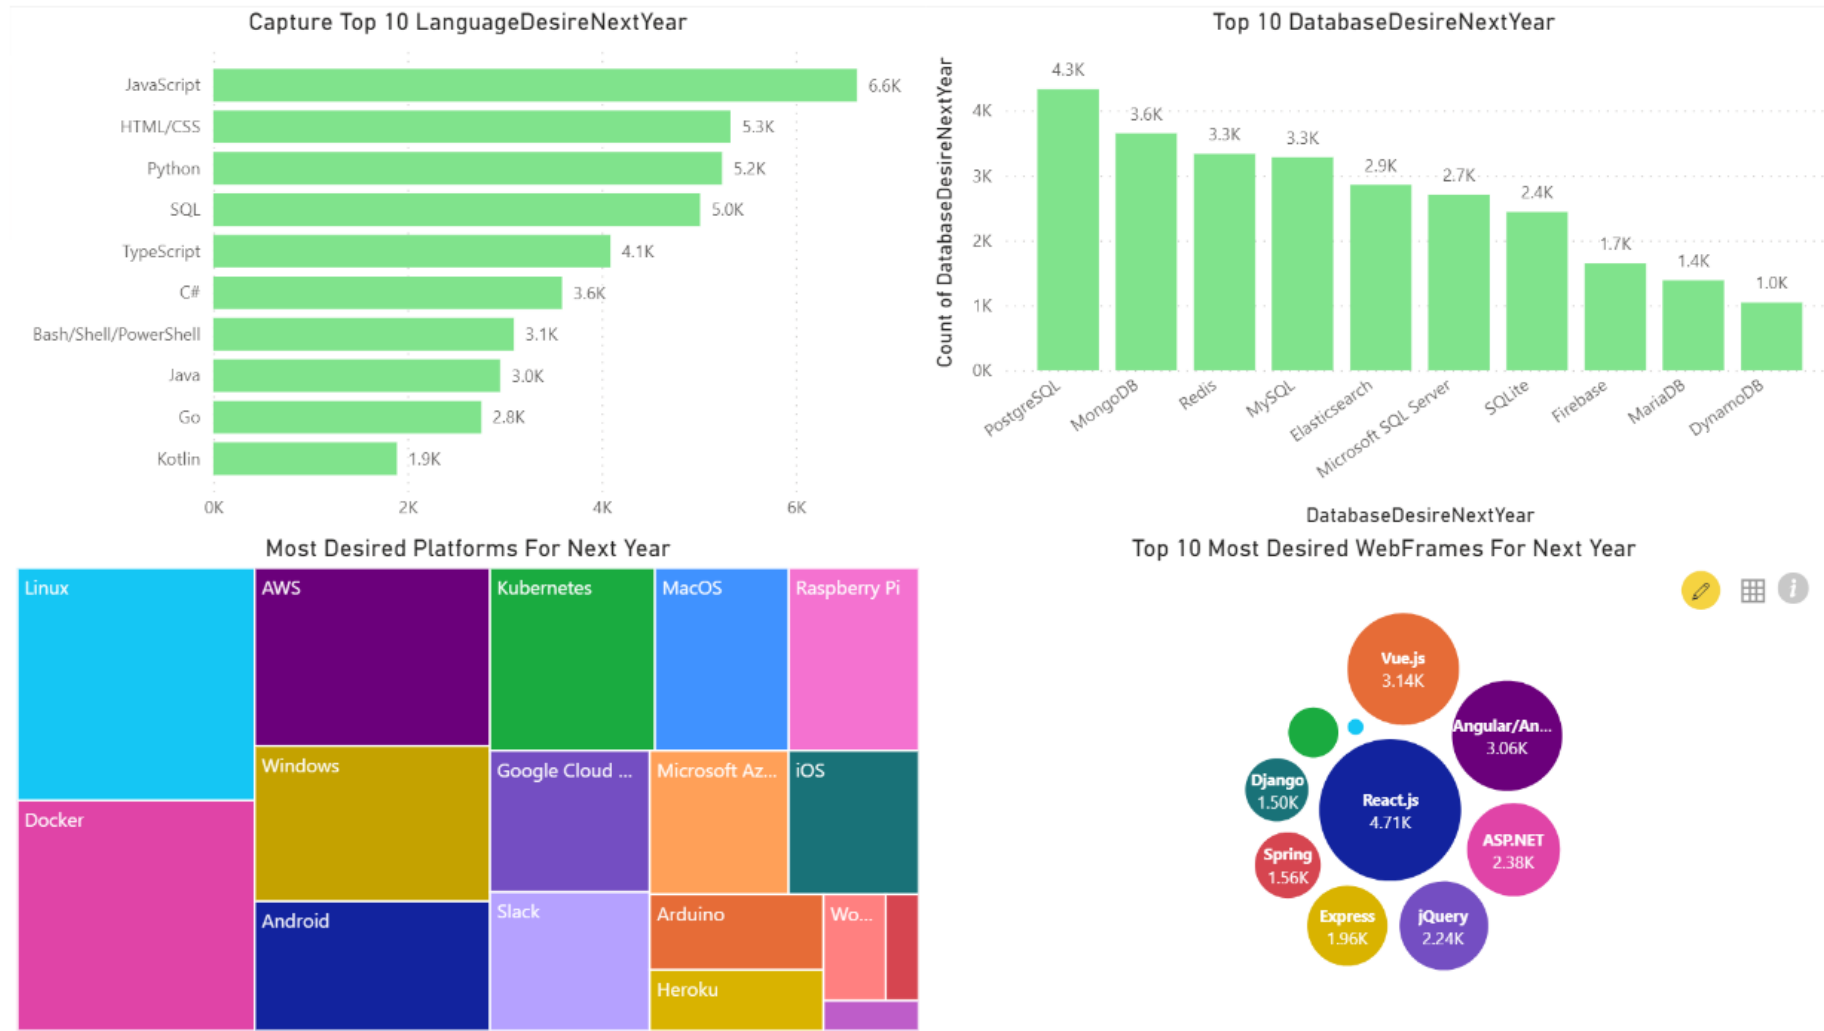 Capture Top 10 LanguageDesireNextYear
JavaScript
6.6K
HTML/CSS
5.3K
Python
5.2K
SQL
5.0K
TypeScript
4.1K
C#
3.6K
Bash/Shell/PowerShell
3.1K
Java
3.0K
Go
2.8K
Kotlin
1.9K
0K
2K
4K
6K
Top 10 DatabaseDesireNextYear
Count of DatabaseDesireNextYear
4K
3K
2K
1K
0K
4.3K
3.6K
3.3K
3.3K
2.9K
2.7K
2.4K
1.7K
1.4K
1.0K
PostgreSQL
MongoDB
Redis
MySQL
Elasticsearch
Microsoft SQL Server
SQLite
Firebase
MariaDB
DynamoDB
DatabaseDesireNextYear
Most Desired Platforms For Next Year
Linux
AWS
Kubernetes
MacOS
Raspberry Pi
Windows
Google Cloud ...
Microsoft Az...
iOS
Docker
Android
Slack
Arduino
Wo...
Heroku
Top 10 Most Desired WebFrames For Next Year
i
Vue.js
3.14K
Angular/An...
3.06K
Django
1.50K
React.js
4.71K
ASP.NET
2.38K
Spring
1.56K
Express
1.96K
jQuery
2.24K